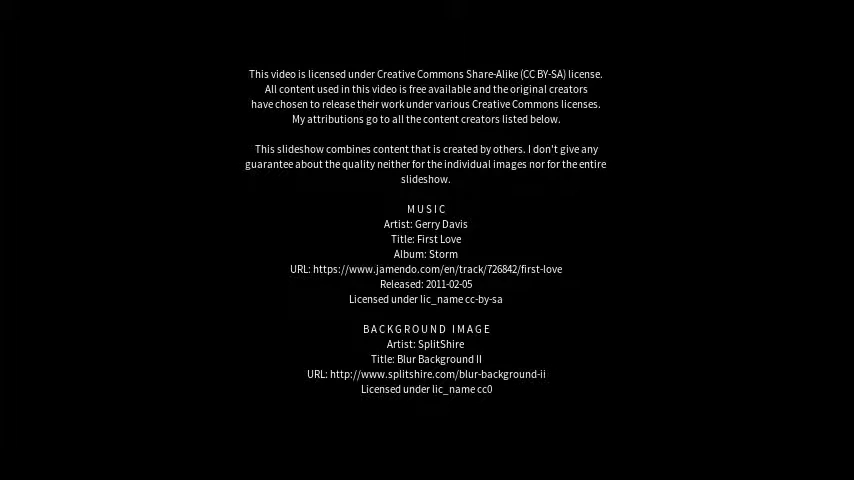 This video is licensed under Creative Commons Share-Alike (CC BY-SA) license.
All content used in this video is free available and the original creators
have chosen to release their work under various Creative Commons licenses.
My attributions go to all the content creators listed below.
This slideshow combines content that is created by others. I don't give any
guarantee about the quality neither for the individual images nor for the entire
slideshow.
MUSIC
Artist: Gerry Davis
Title: First Love
Album: Storm
URL: https://www.jamendo.com/en/track/726842/first-love
Released: 2011-02-05
Licensed under lic_name cc-by-sa
BACKGROUND IMAGE
Artist: SplitShire
Title: Blur Background II
URL: http://www.splitshire.com/blur-background-ii
Licensed under lic_name cc0